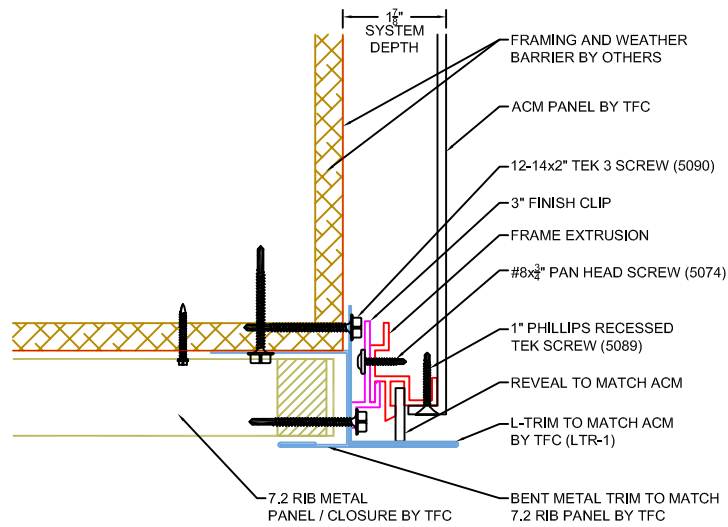 1⅞"
SYSTEM
DEPTH
FRAMING AND WEATHER
BARRIER BY OTHERS
ACM PANEL BY TFC
12-14x2" TEK 3 SCREW (5090)
3" FINISH CLIP
FRAME EXTRUSION
#8x¾" PAN HEAD SCREW (5074)
1" PHILLIPS RECESSED
TEK SCREW (5089)
REVEAL TO MATCH ACM
L-TRIM TO MATCH ACM
BY TFC (LTR-1)
7.2 RIB METAL
PANEL / CLOSURE BY TFC
BENT METAL TRIM TO MATCH
7.2 RIB PANEL BY TFC